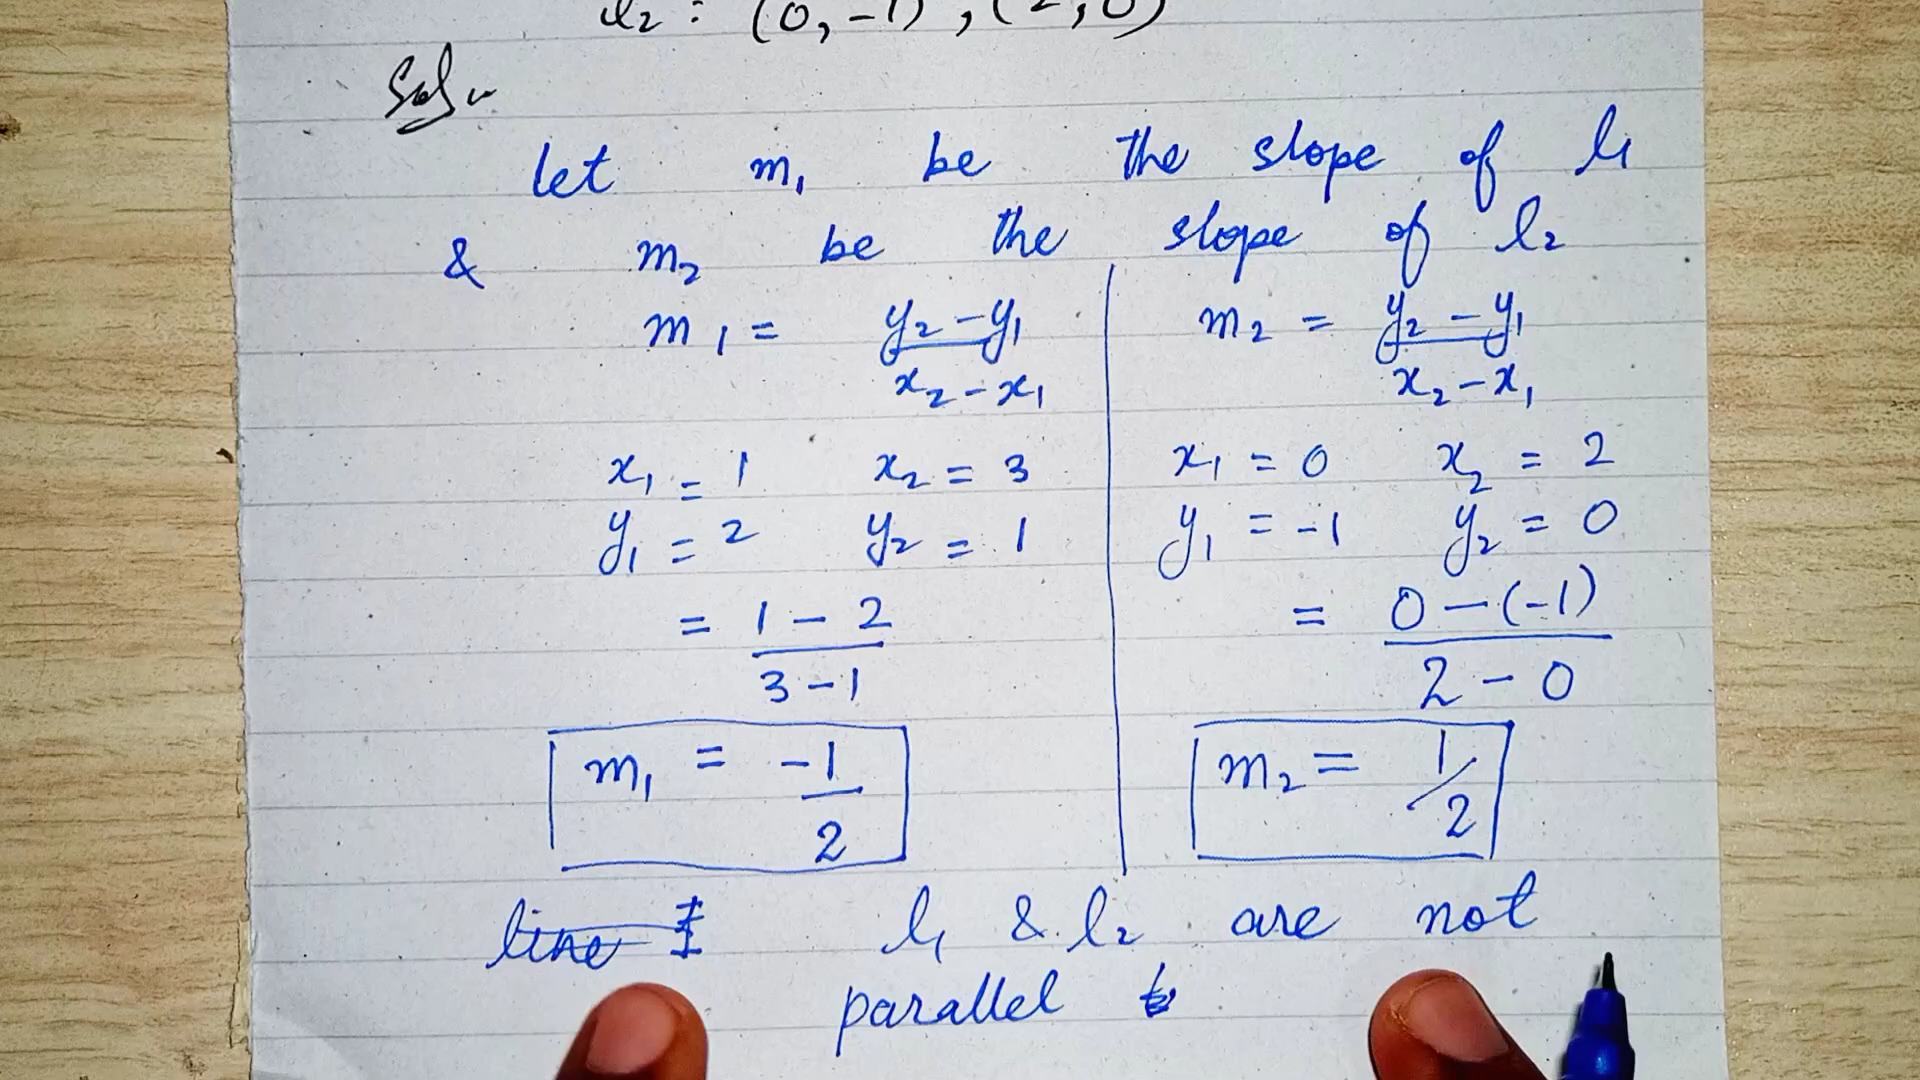 l2 : (0, -1), (2, 0)
Soln
let m1 be the slope of l1
& m2 be the slope of l2
m1 = y2 - y1 / x2 - x1
x1 = 1 x2 = 3
y1 = 2 y2 = 1
= 1 - 2 / 3 - 1
m1 = -1 / 2
m2 = y2 - y1 / x2 - x1
x1 = 0 x2 = 2
y1 = -1 y2 = 0
= 0 - (-1) / 2 - 0
m2 = 1/2
l1 & l2 are not
parallel